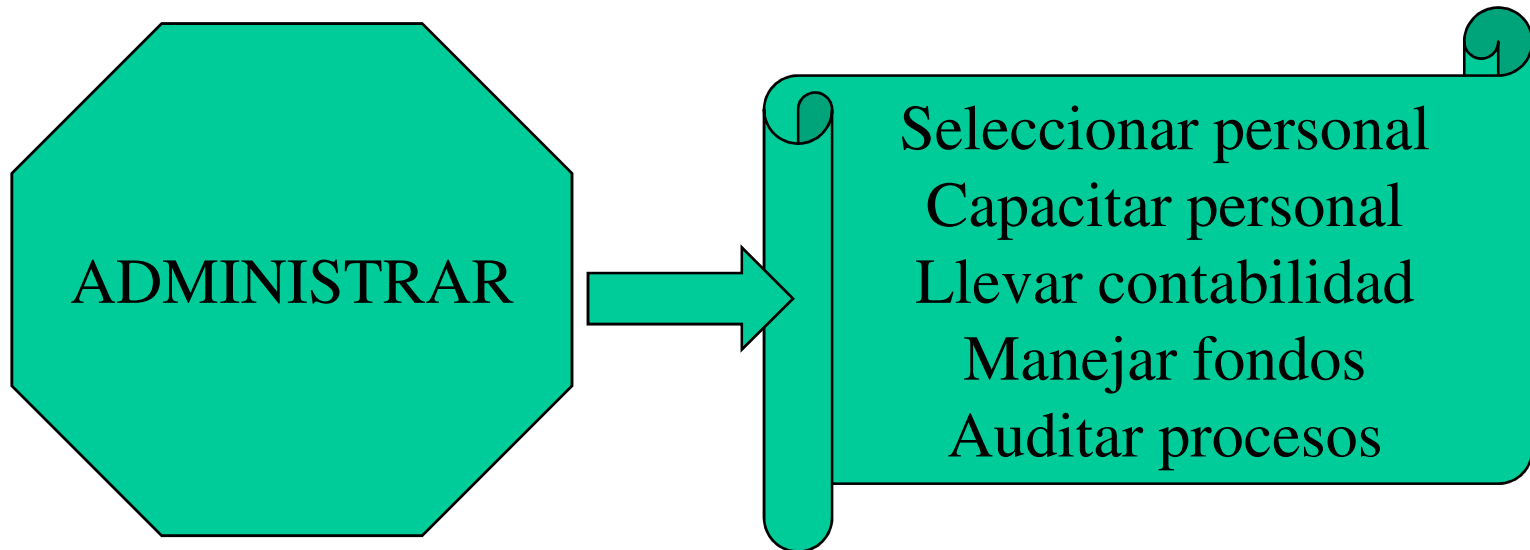 ADMINISTRAR
Seleccionar personal
Capacitar personal
Llevar contabilidad
Manejar fondos
Auditar procesos